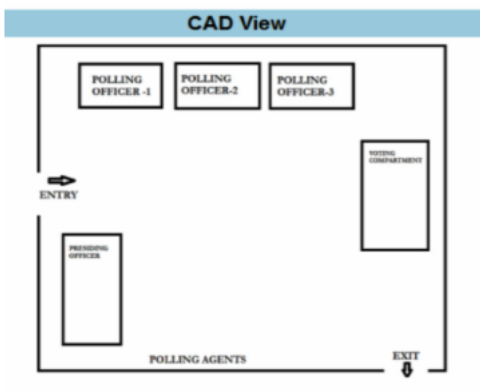 CAD View
POLLING
OFFICER -1
POLLING
OFFICER-2
POLLING
OFFICER-3
VOTING
COMPARTMENT
ENTRY
PRESIDING
OFFICER
POLLING AGENTS
EXIT